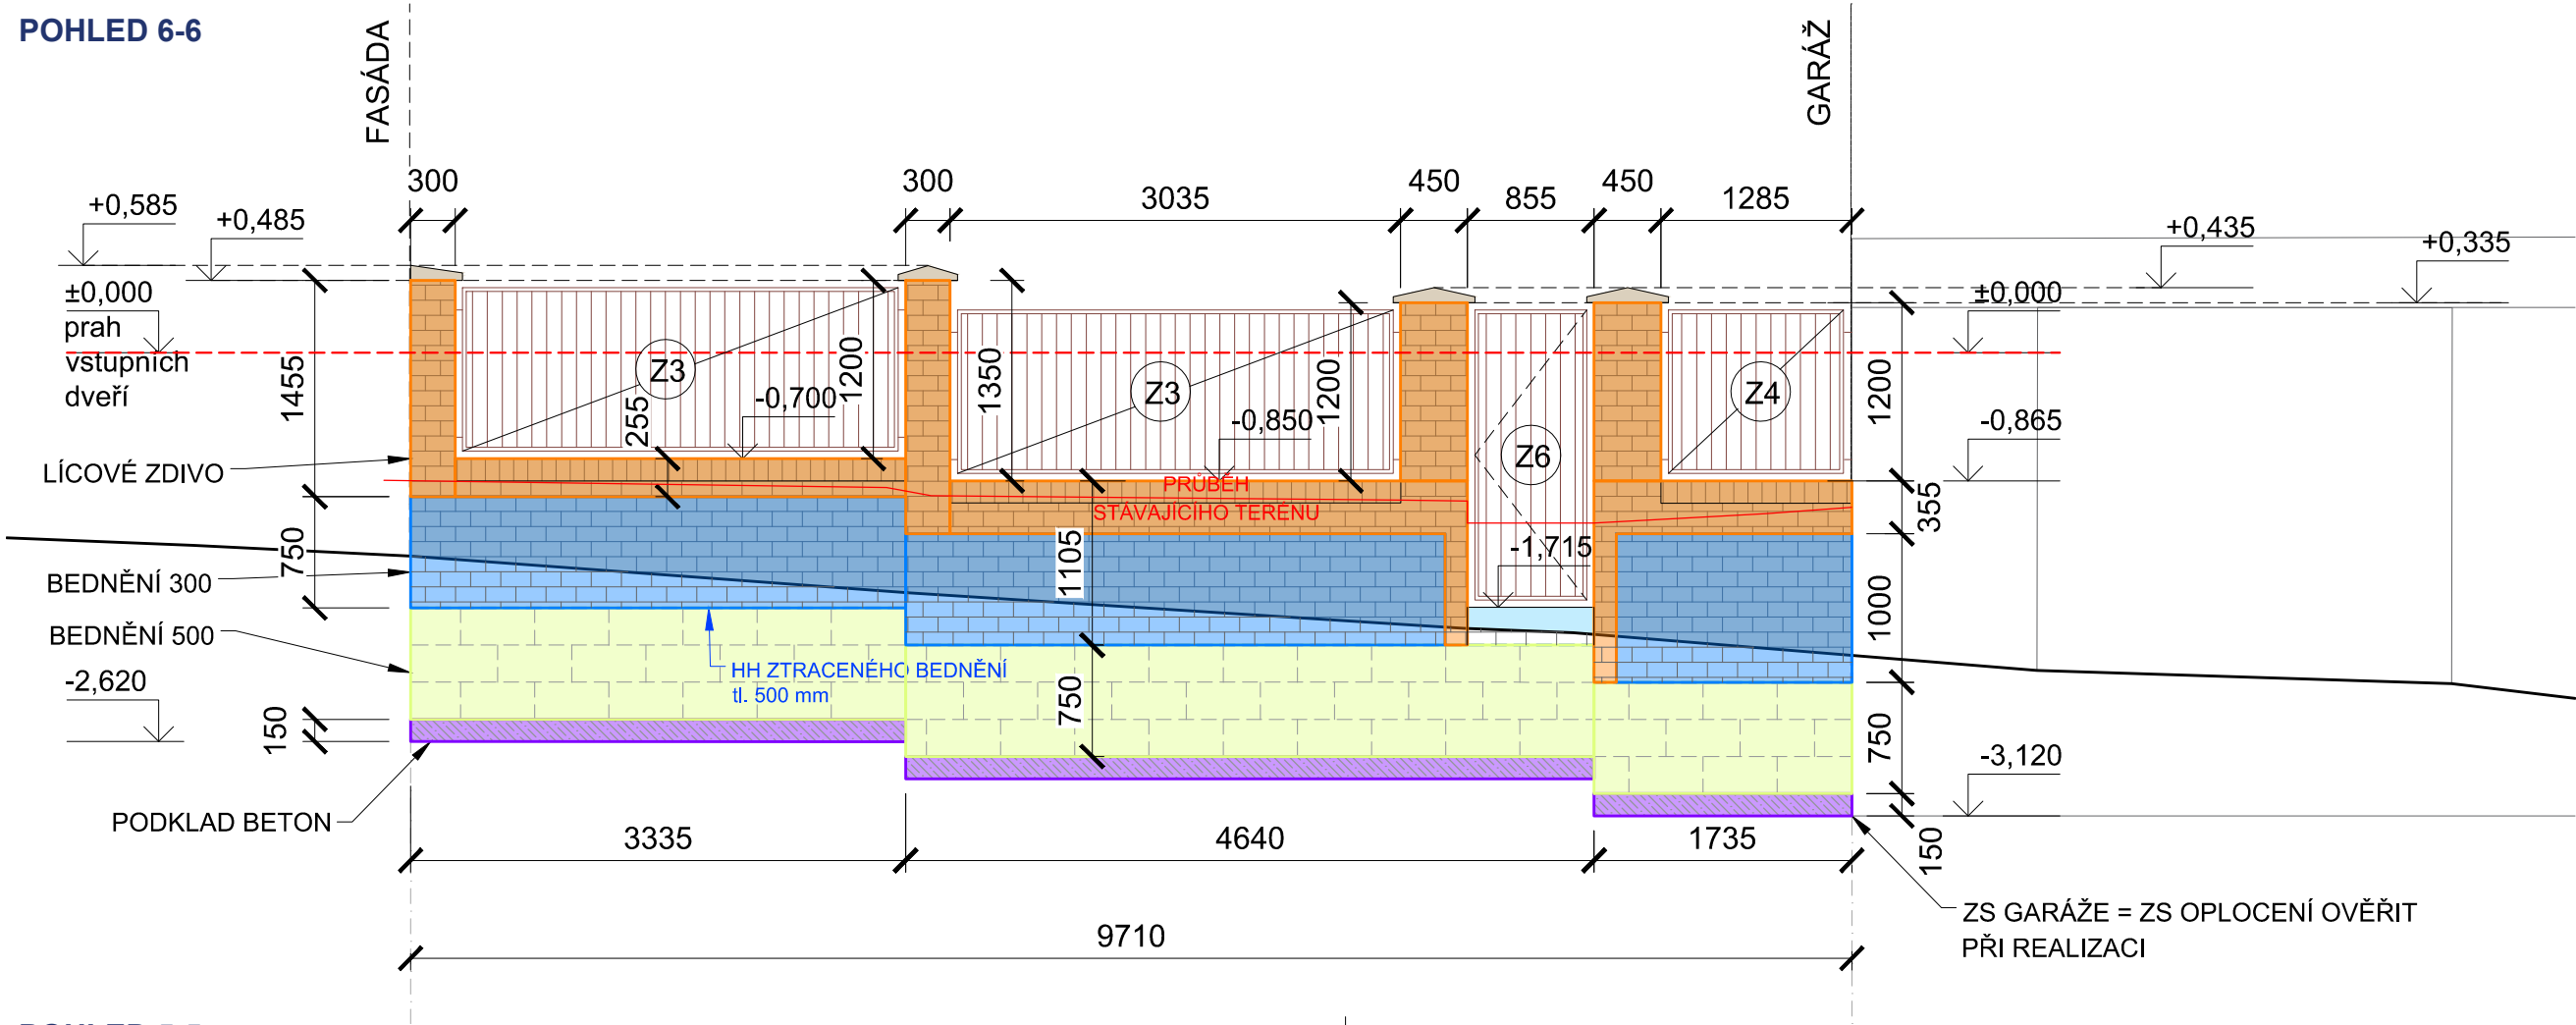 POHLED 6-6
FASÁDA
GARÁŽ
300
300
3035
450
855
450
1285
+0,585
+0,485
+0,435
+0,335
±0,000
prah
vstupních
dveří
±0,000
1455
Z3
1200
255
-0,700
1350
Z3
1200
-0,850
Z6
Z4
1200
-0,865
LÍCOVÉ ZDIVO
PRŮBĚH
STÁVAJÍCÍHO TERÉNU
355
750
BEDNĚNÍ 300
1105
-1,715
1000
BEDNĚNÍ 500
HH ZTRACENÉHO BEDNĚNÍ
tl. 500 mm
-2,620
150
750
750
-3,120
PODKLAD BETON
3335
4640
1735
150
ZS GARÁŽE = ZS OPLOCENÍ OVĚŘIT
PŘI REALIZACI
9710